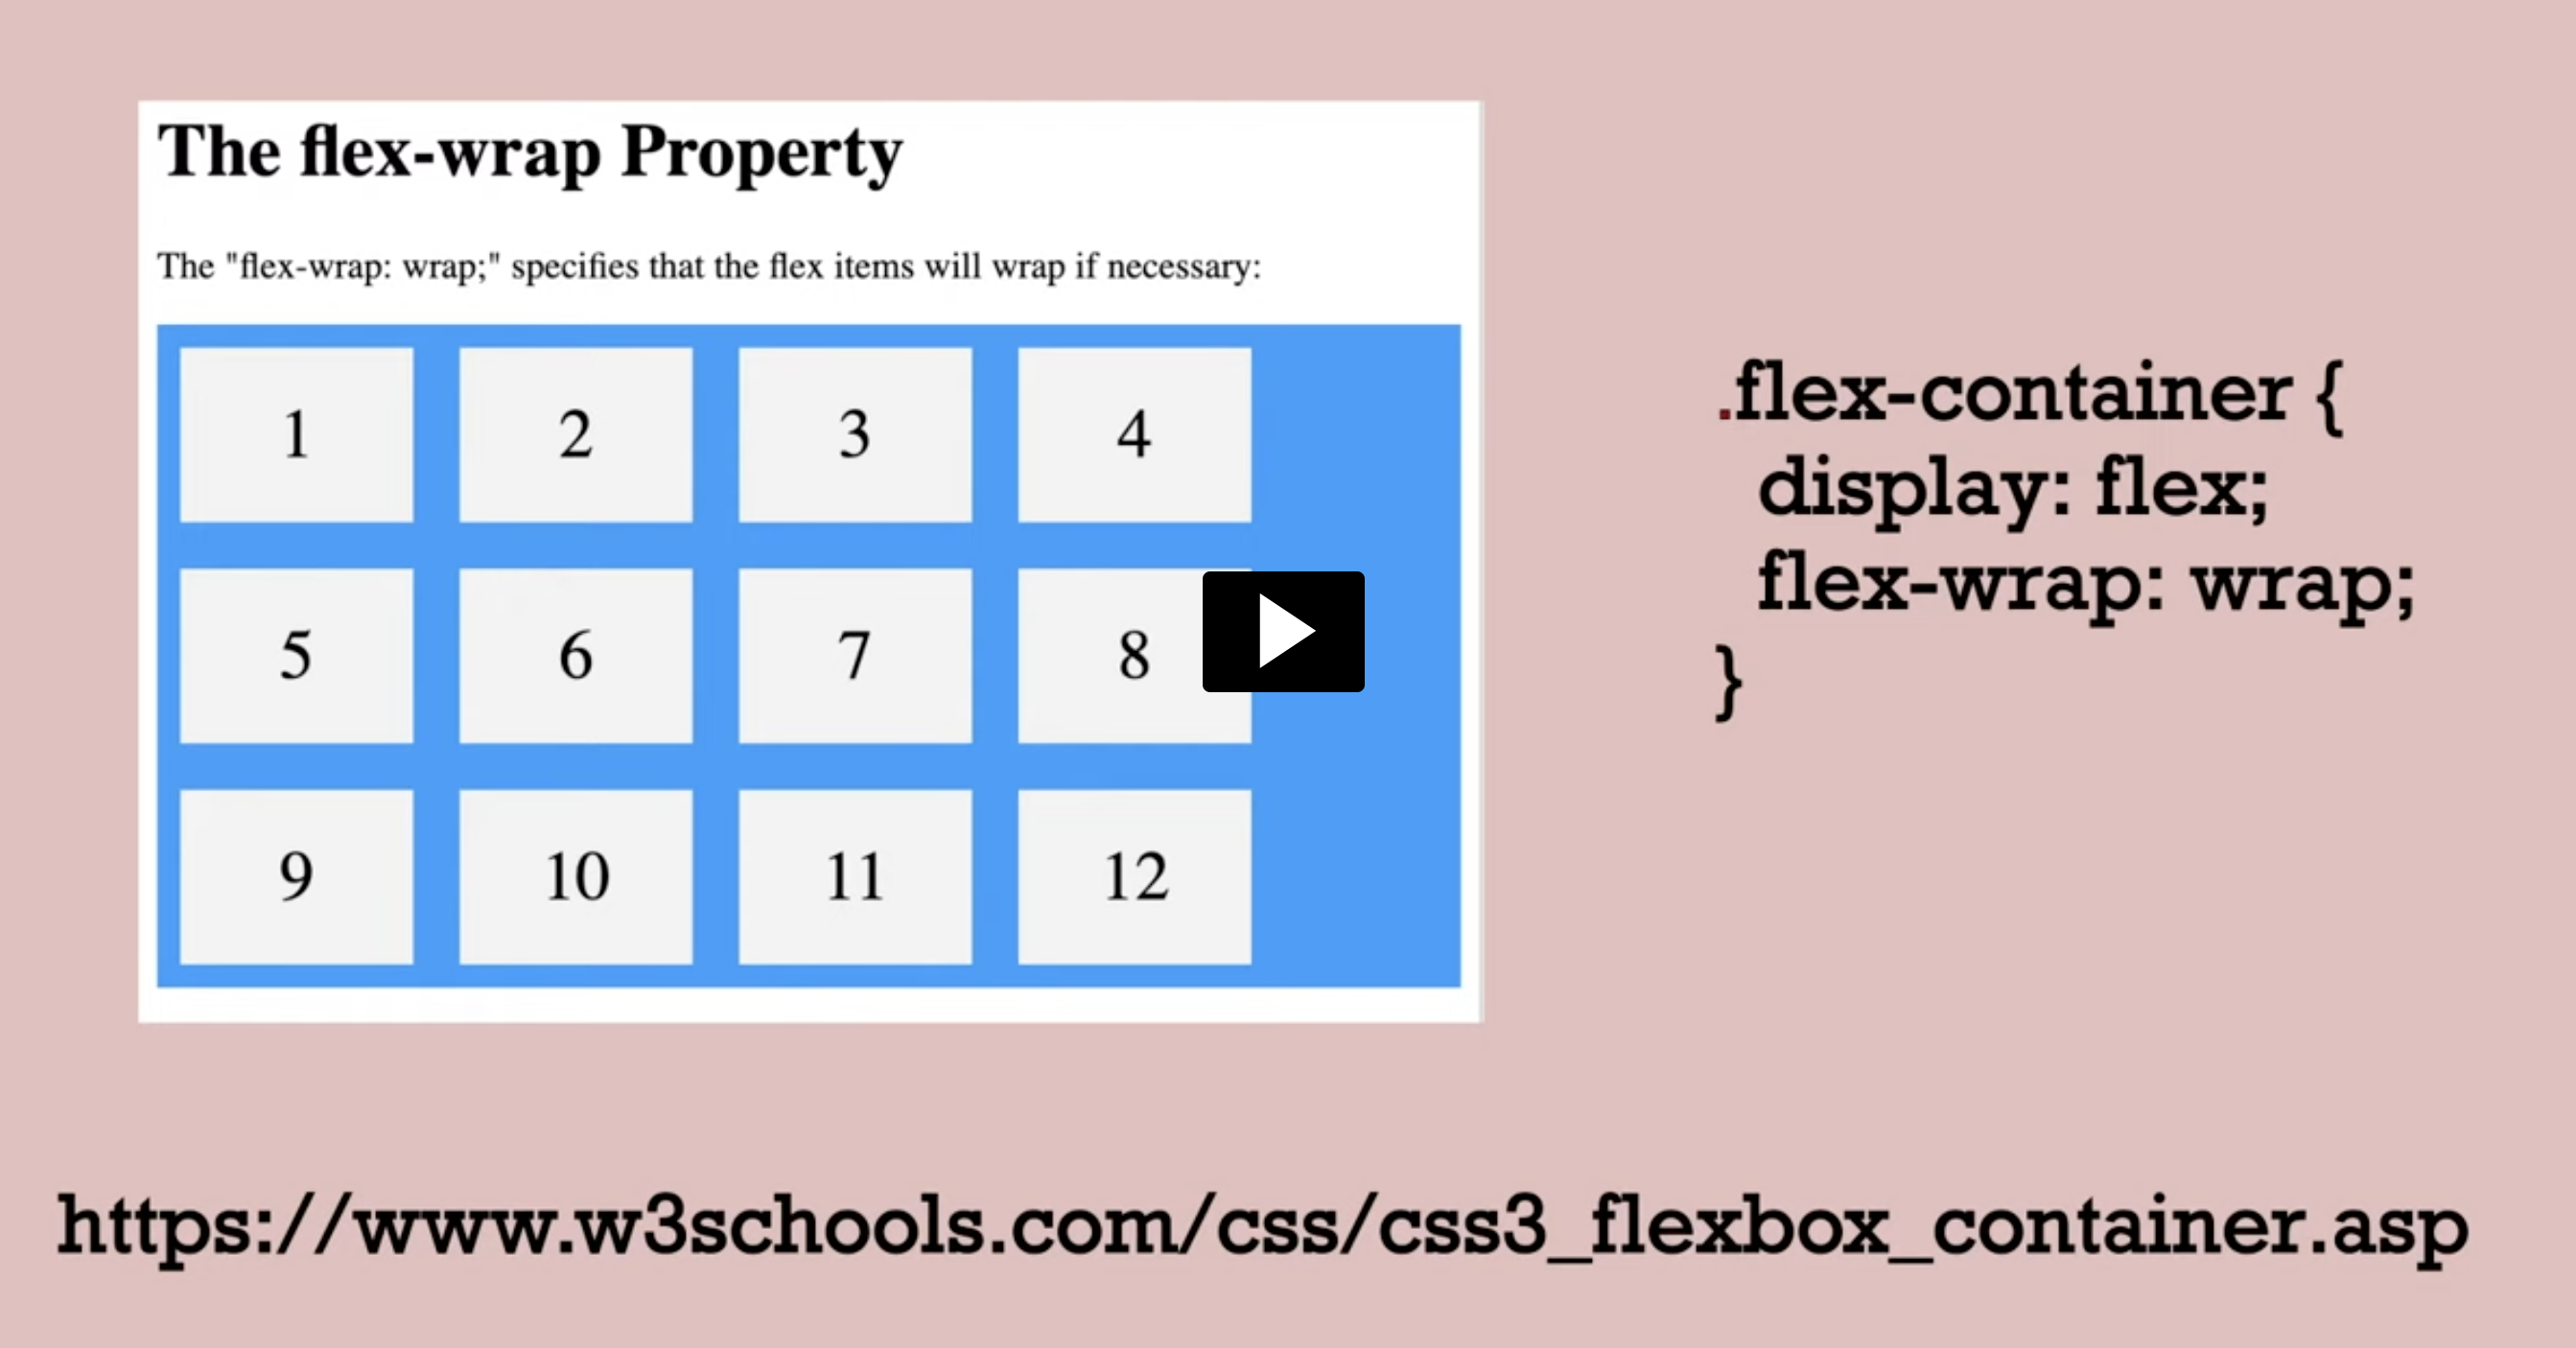 The flex-wrap Property
The "flex-wrap: wrap;" specifies that the flex items will wrap if necessary:
1 2 3 4
5 6 7 8
9 10 11 12
.flex-container {
display: flex;
flex-wrap: wrap;
}
https://www.w3schools.com/css/css3_flexbox_container.asp